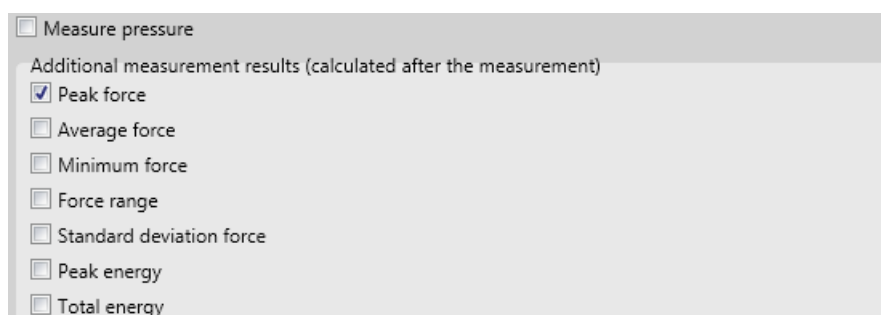 Measure pressure
Additional measurement results (calculated after the measurement)
Peak force
Average force
Minimum force
Force range
Standard deviation force
Peak energy
Total energy